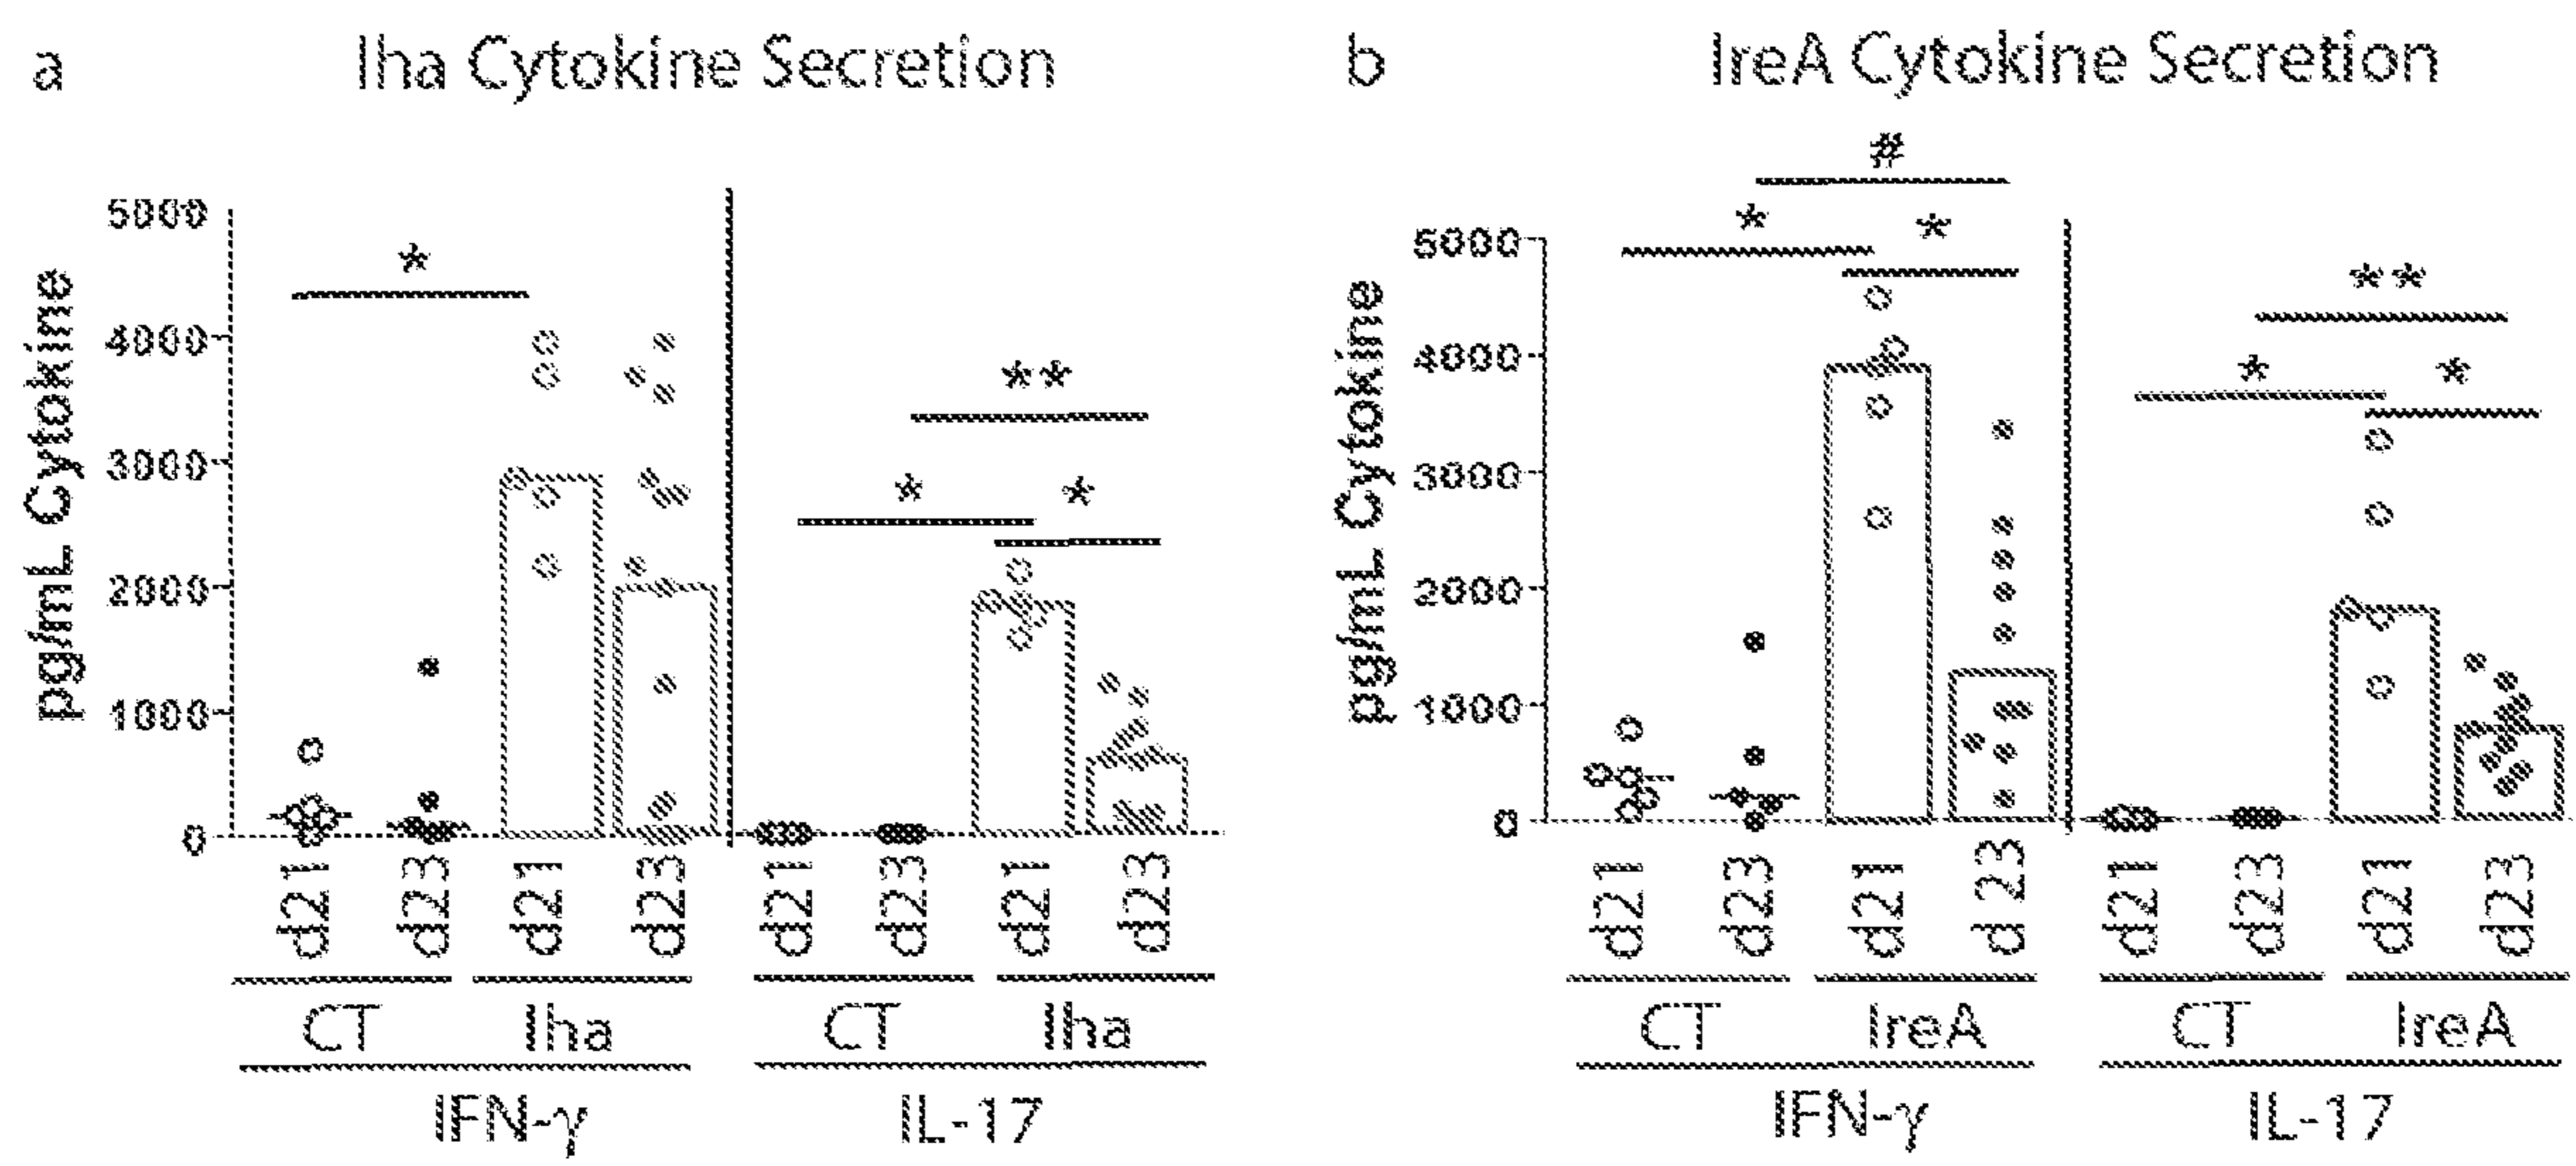 a Iha Cytokine Secretion
pg/mL Cytokine
5000
4000
3000
2000
1000
0
*
*
*
**
d21 d23 d21 d23 d21 d23 d21 d23
CT Iha CT Iha
IFN-γ IL-17
b IreA Cytokine Secretion
pg/mL Cytokine
5000
4000
3000
2000
1000
0
#
*
*
**
*
*
d21 d23 d21 d 23 d21 d23 d21 d23
CT IreA CT IreA
IFN-γ IL-17